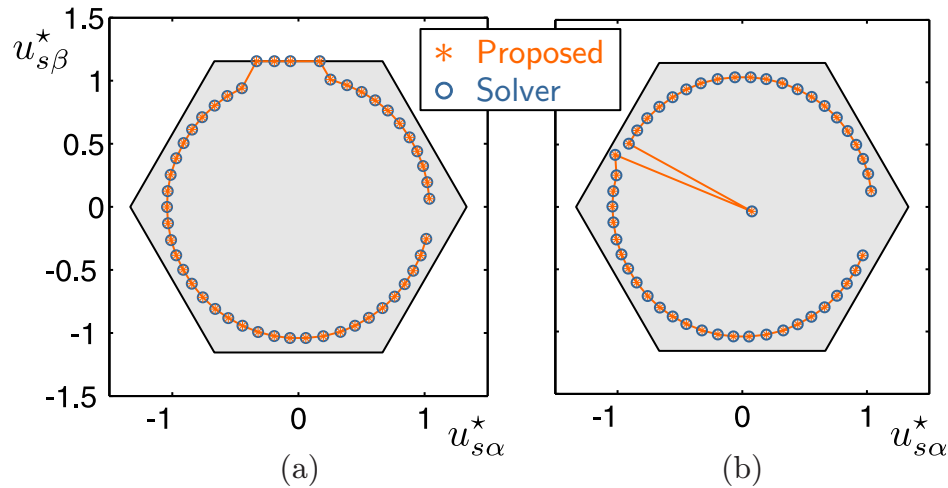 1.5
u*sβ
1
0.5
0
-0.5
-1
-1.5
Proposed
Solver
-1 0 1
u*sα
-1 0 1
u*sα
(a) (b)